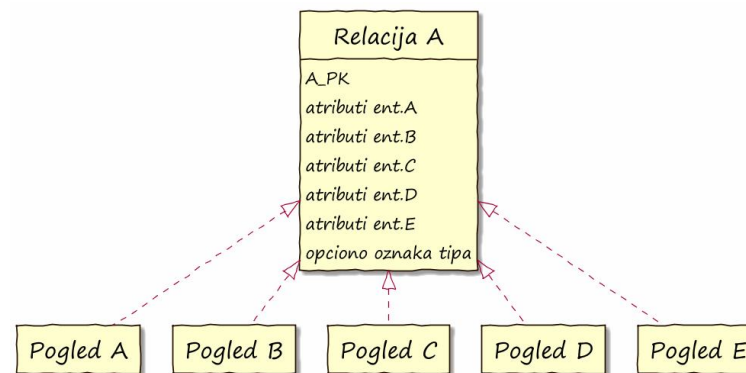 Relacija A
A_PK
atributi ent.A
atributi ent.B
atributi ent.C
atributi ent.D
atributi ent.E
opciono oznaka tipa
Pogled A
Pogled B
Pogled C
Pogled D
Pogled E